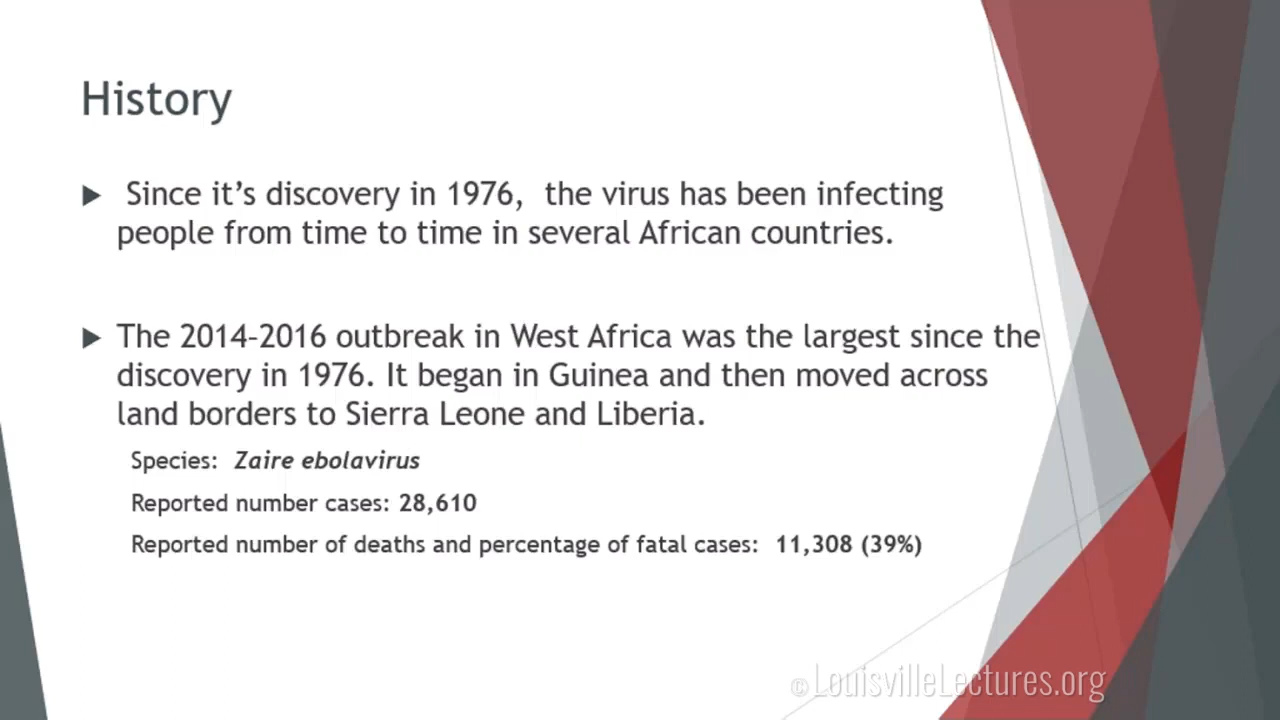 History
Since it’s discovery in 1976, the virus has been infecting
people from time to time in several African countries.
The 2014-2016 outbreak in West Africa was the largest since the
discovery in 1976. It began in Guinea and then moved across
land borders to Sierra Leone and Liberia.
Species: Zaire ebolavirus
Reported number cases: 28,610
Reported number of deaths and percentage of fatal cases: 11,308 (39%)
©LouisvilleLectures.org